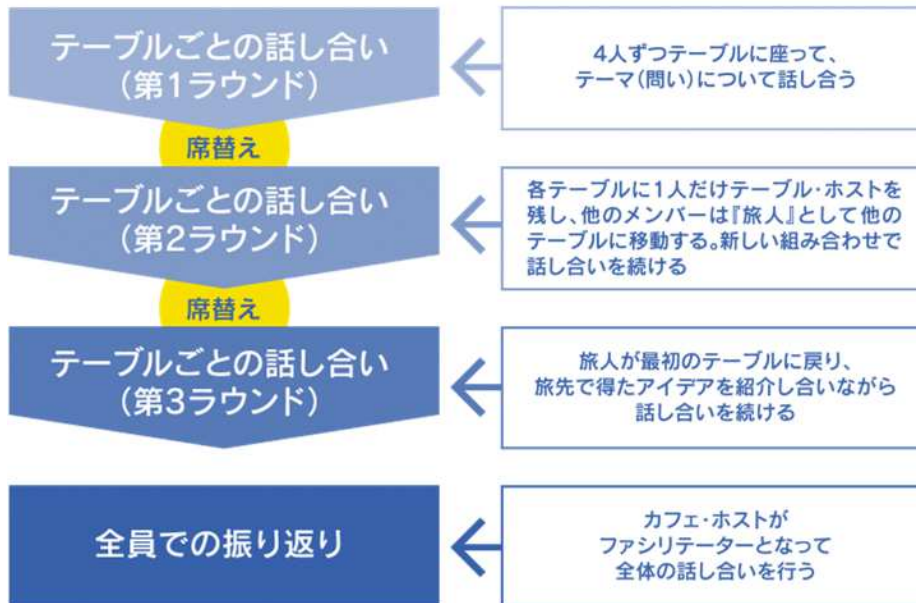 テーブルごとの話し合い
(第1ラウンド)
4人ずつテーブルに座って、
テーマ(問い)について話し合う
席替え
テーブルごとの話し合い
(第2ラウンド)
各テーブルに1人だけテーブル・ホストを
残し、他のメンバーは『旅人』として他の
テーブルに移動する。新しい組み合わせで
話し合いを続ける
席替え
テーブルごとの話し合い
(第3ラウンド)
旅人が最初のテーブルに戻り、
旅先で得たアイデアを紹介し合いながら
話し合いを続ける
全員での振り返り
カフェ・ホストが
ファシリテーターとなって
全体の話し合いを行う